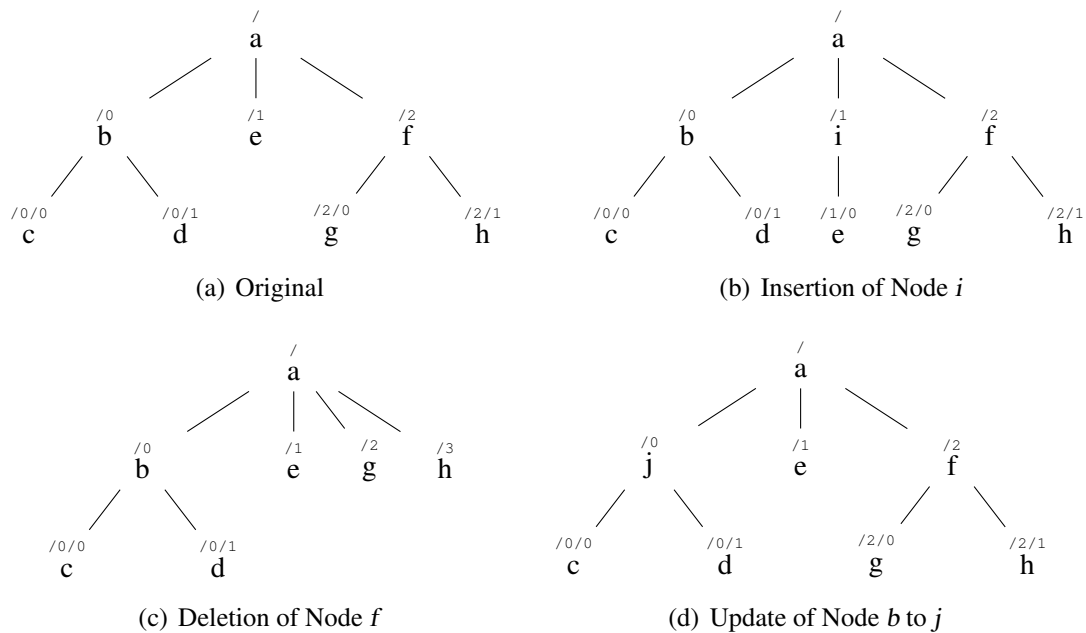 /
a
/0 /1 /2
b e f
/0/0 /0/1 /2/0 /2/1
c d g h
(a) Original
/
a
/0 /1 /2
b i f
/0/0 /0/1 /1/0 /2/0 /2/1
c d e g h
(b) Insertion of Node i
/
a
/0 /1 /2 /3
b e g h
/0/0 /0/1
c d
(c) Deletion of Node f
/
a
/0 /1 /2
j e f
/0/0 /0/1 /2/0 /2/1
c d g h
(d) Update of Node b to j